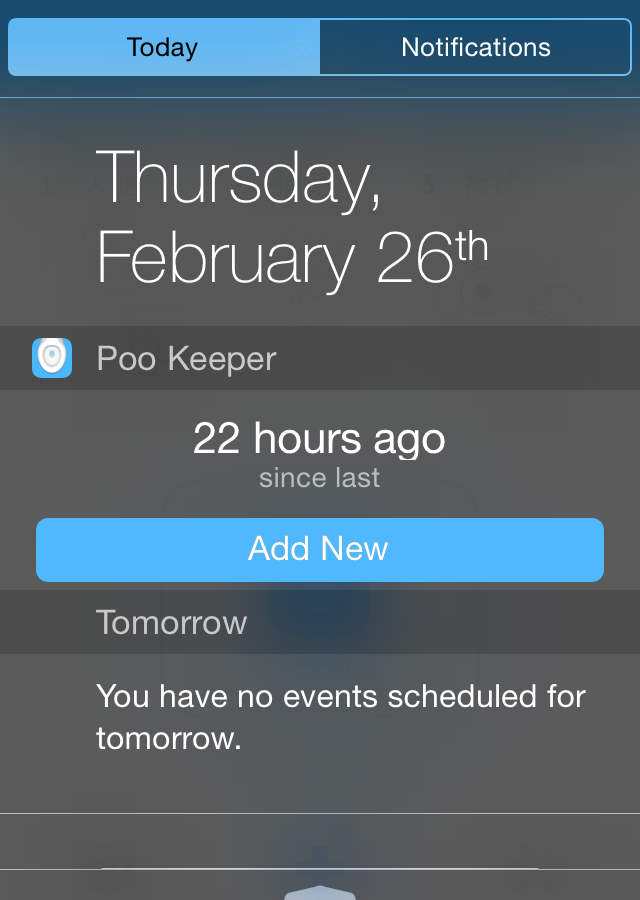 Today
Notifications
Thursday,
February 26th
Poo Keeper
22 hours ago
since last
Add New
Tomorrow
You have no events scheduled for
tomorrow.